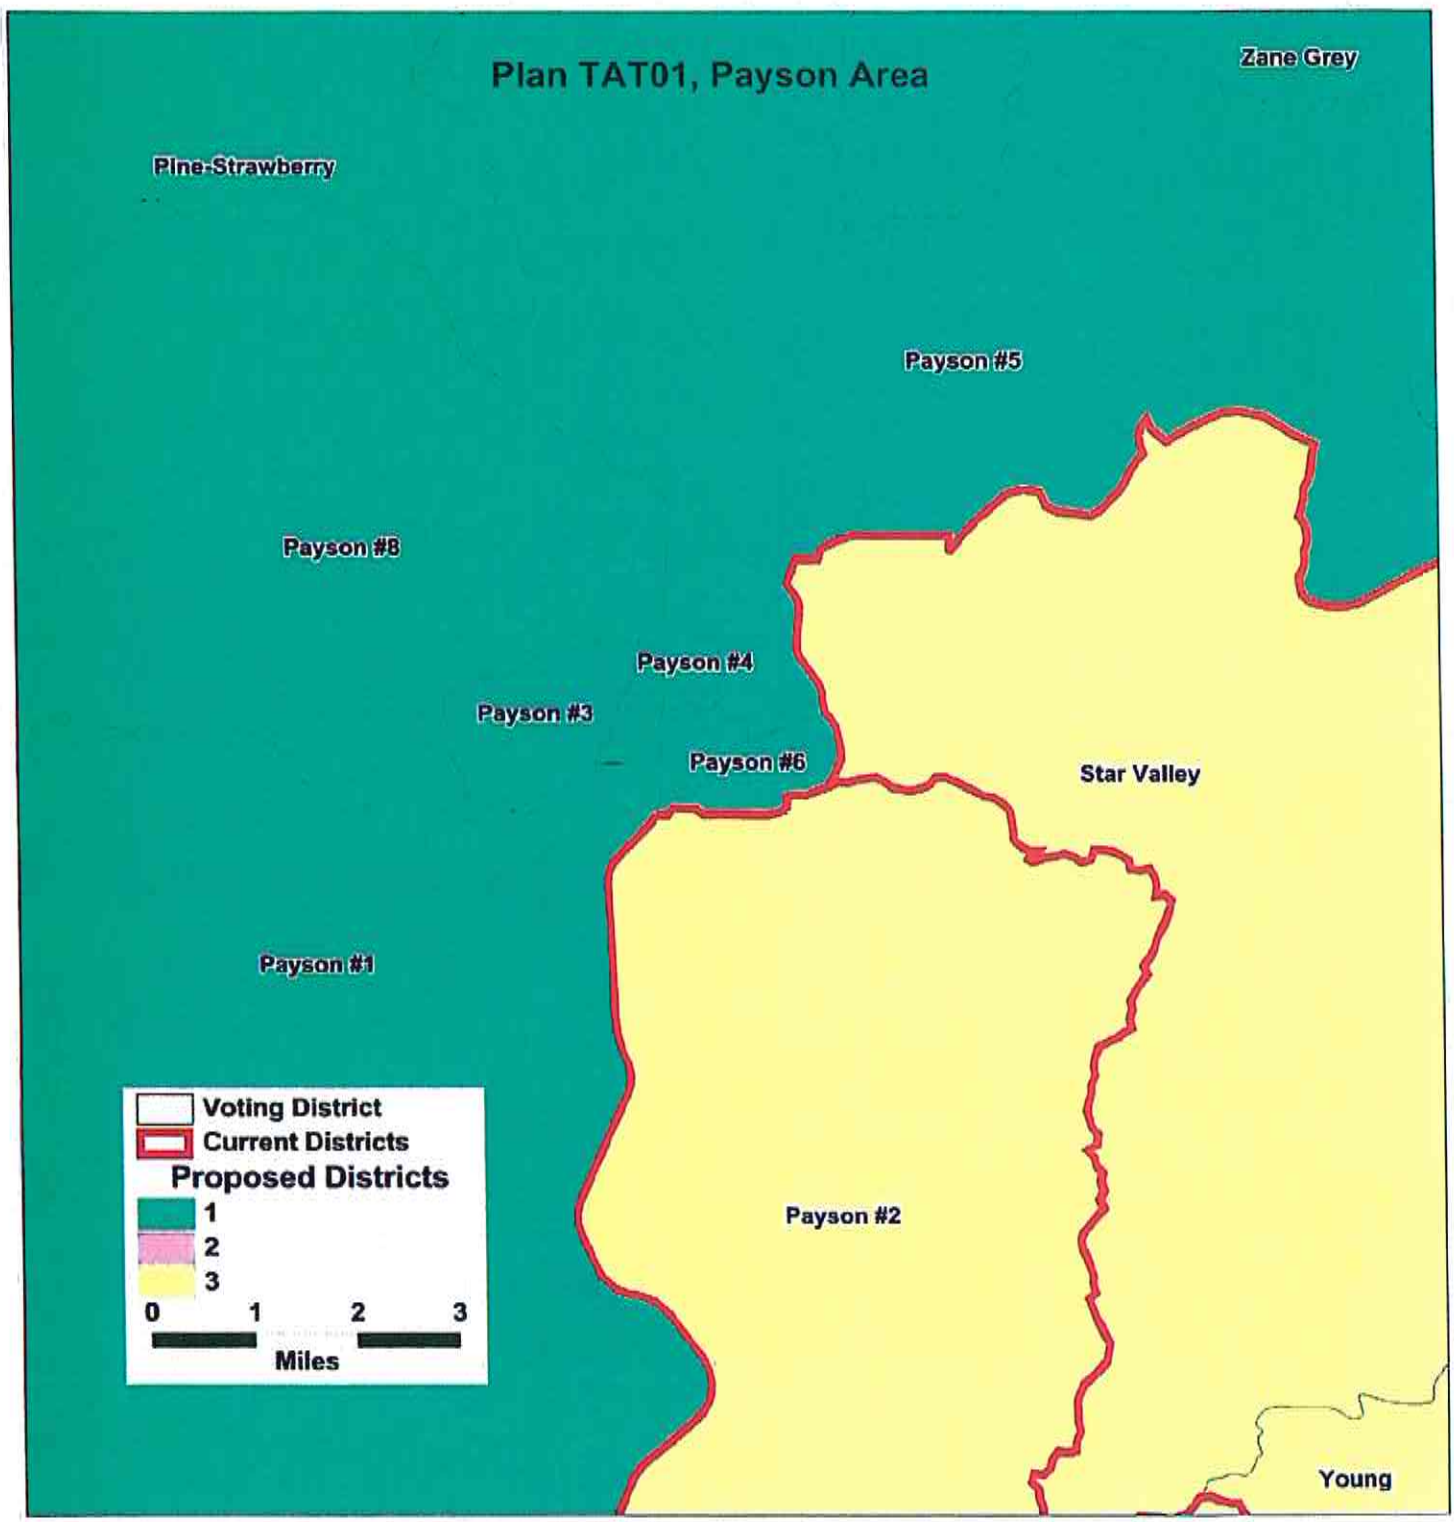 Zane Grey
Plan TAT01, Payson Area
Pine-Strawberry
Payson #5
Payson #8
Payson #4
Payson #3
Payson #6
Star Valley
Payson #1
Voting District
Current Districts
Proposed Districts
1
2
3
0 1 2 3
Miles
Payson #2
Young